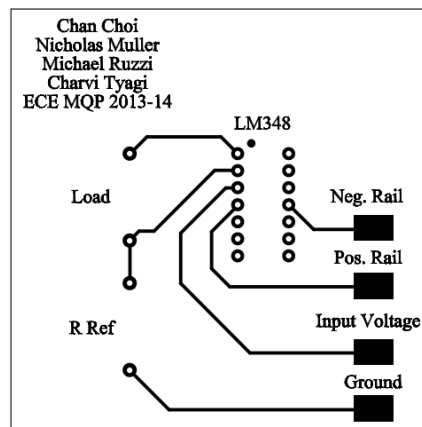 Chan Choi
Nicholas Muller
Michael Ruzzi
Charvi Tyagi
ECE MQP 2013-14
LM348
Load
Neg. Rail
Pos. Rail
R Ref
Input Voltage
Ground